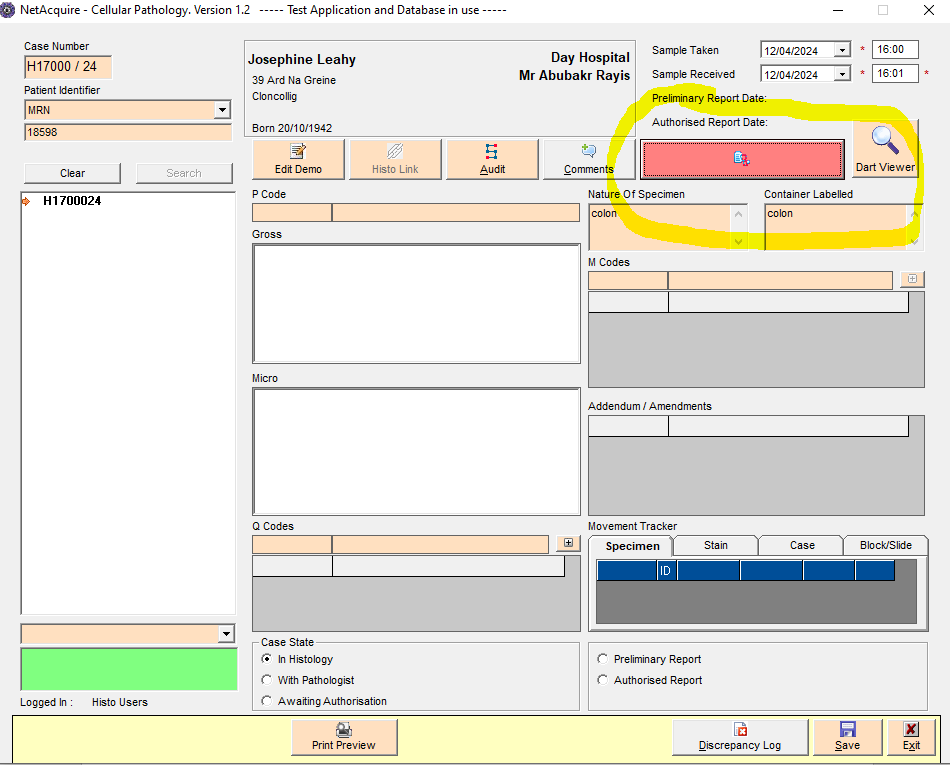 NetAcquire - Cellular Pathology. Version 1.2 ----- Test Application and Database in use -----
Case Number
H17000 / 24
Patient Identifier
MRN
18598
Clear
Search
H1700024
Logged In : Histo Users
Josephine Leahy
39 Ard Na Greine
Cloncollig
Born 20/10/1942
Day Hospital
Mr Abubakr Rayis
Sample Taken 12/04/2024 * 16:00
Sample Received 12/04/2024 * 16:01 *
Preliminary Report Date:
Authorised Report Date:
Edit Demo
Histo Link
Audit
Comments
Dart Viewer
P Code
Gross
Micro
Q Codes
Nature Of Specimen
colon
Container Labelled
colon
M Codes
Addendum / Amendments
Movement Tracker
Specimen
Stain
Case
Block/Slide
ID
Case State
In Histology
With Pathologist
Awaiting Authorisation
Preliminary Report
Authorised Report
Print Preview
Discrepancy Log
Save
Exit